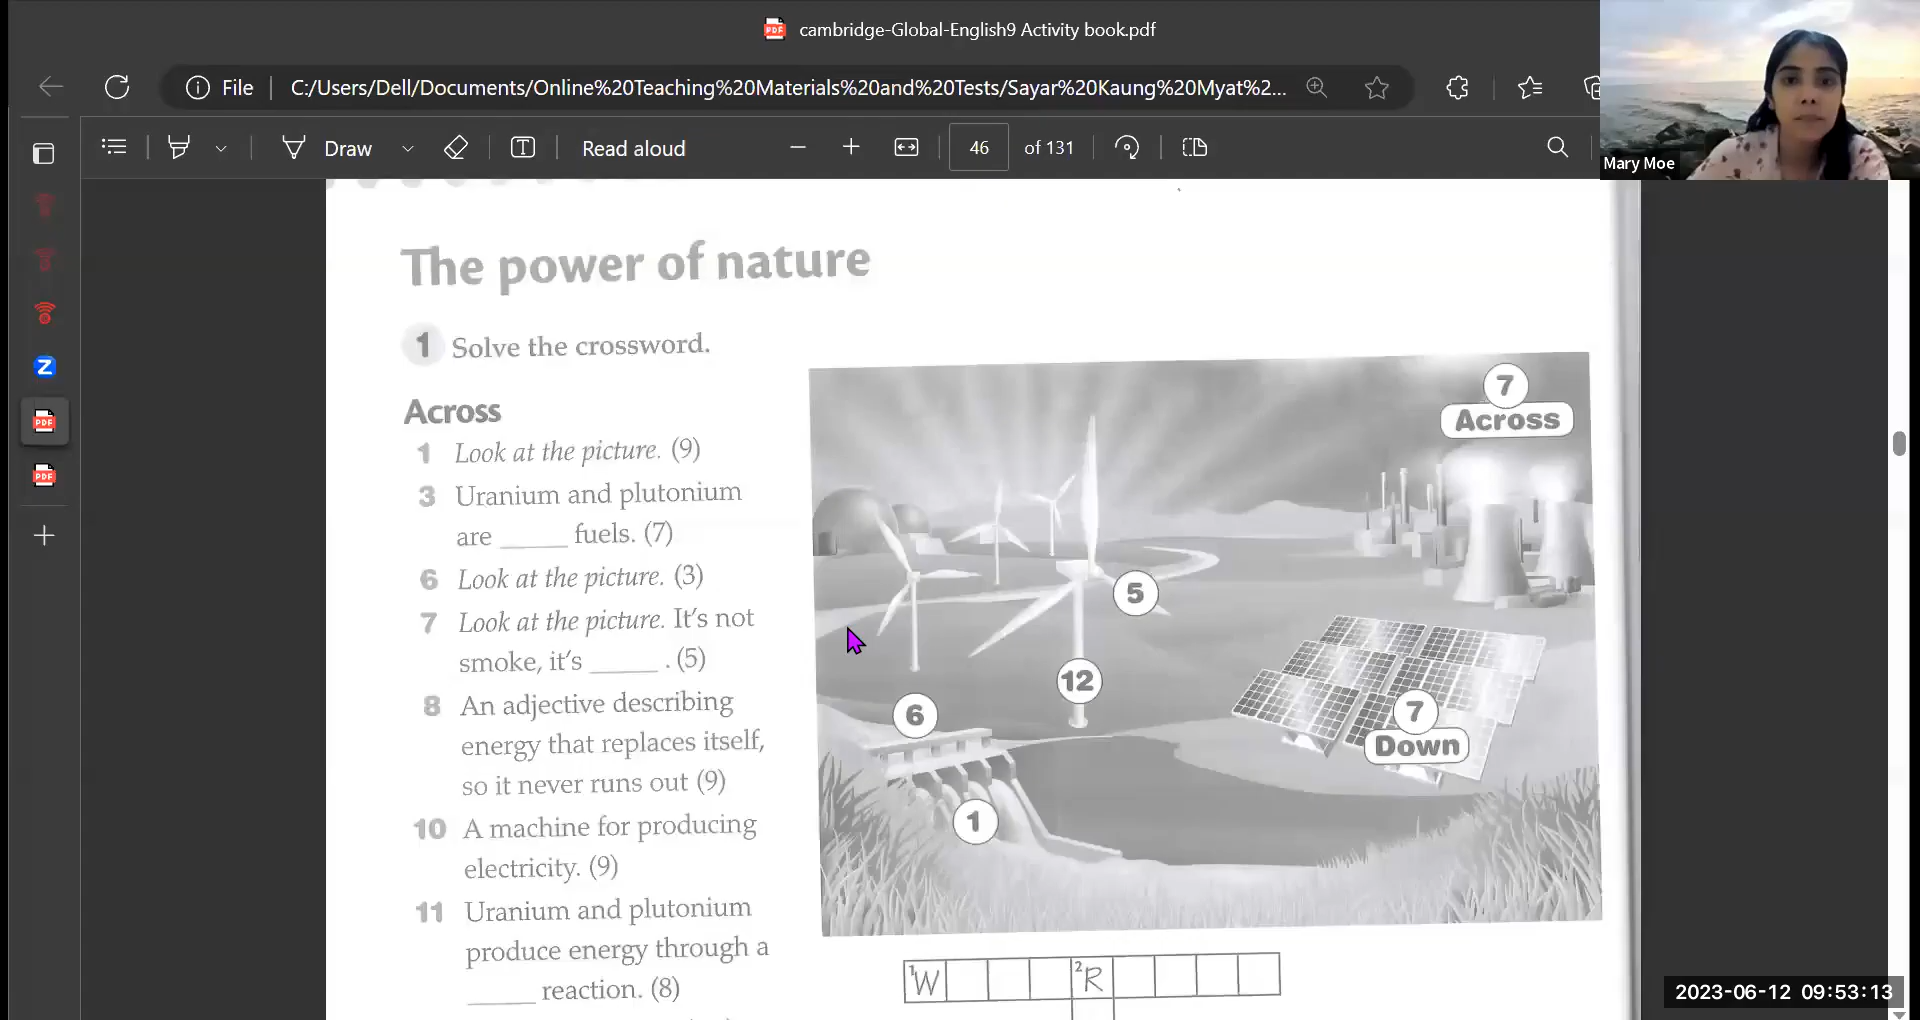 cambridge-Global-English9 Activity book.pdf
File
C:/Users/Dell/Documents/Online%20Teaching%20Materials%20and%20Tests/Sayar%20Kaung%20Myat%2...
Draw
Read aloud
46 of 131
Mary Moe
The power of nature
1 Solve the crossword.
Across
1 Look at the picture. (9)
3 Uranium and plutonium
are _____ fuels. (7)
6 Look at the picture. (3)
7 Look at the picture. It's not
smoke, it's _____ . (5)
8 An adjective describing
energy that replaces itself,
so it never runs out (9)
10 A machine for producing
electricity. (9)
11 Uranium and plutonium
produce energy through a
_____ reaction. (8)
7
Across
5
12
6
7
Down
1
1 W
2 R
2023-06-12 09:53:13